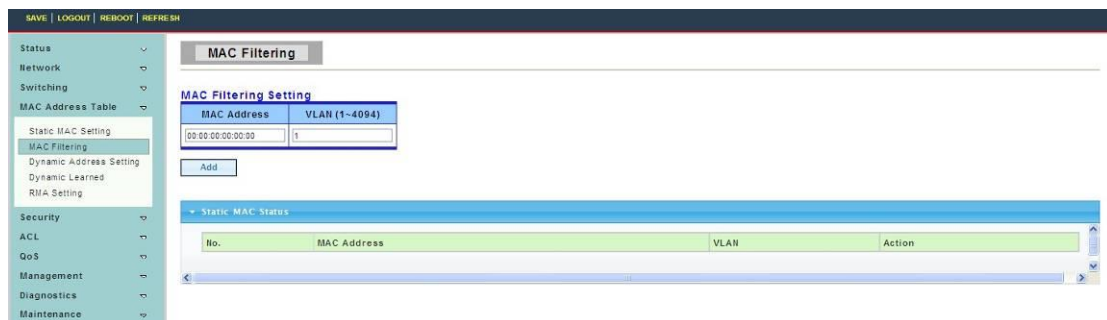 SAVE | LOGOUT | REBOOT | REFRESH
Status
Network
Switching
MAC Address Table
Static MAC Setting
MAC Filtering
Dynamic Address Setting
Dynamic Learned
RMA Setting
Security
ACL
QoS
Management
Diagnostics
Maintenance
MAC Filtering
MAC Filtering Setting
MAC Address VLAN (1~4094)
00:00:00:00:00:00 1
Add
Static MAC Status
No. MAC Address VLAN Action